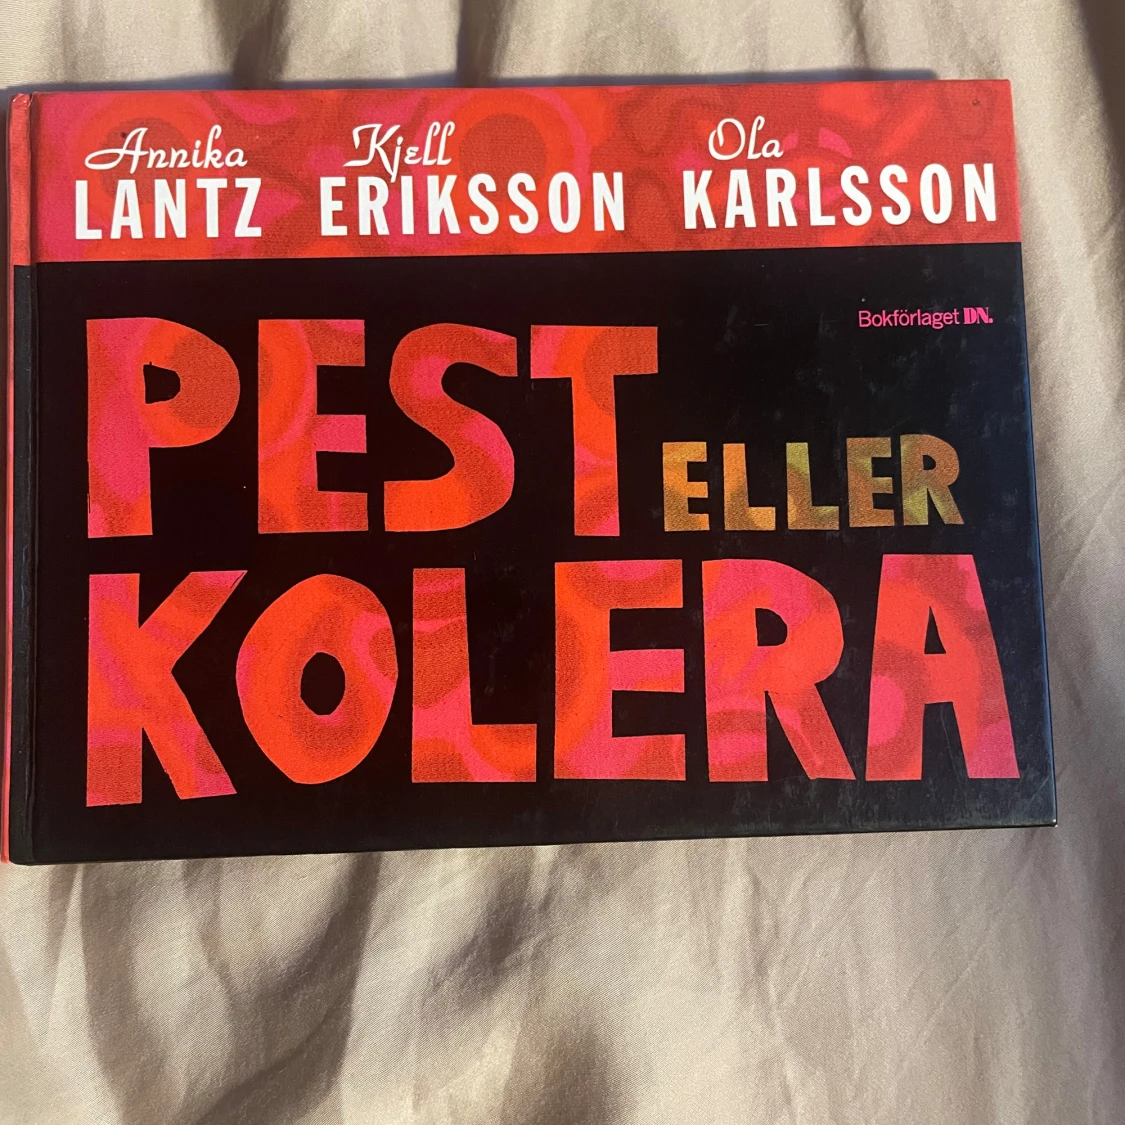 Annika Kjell Ola
LANTZ ERIKSSON KARLSSON
Bokförlaget DN.
PEST ELLER
KOLERA